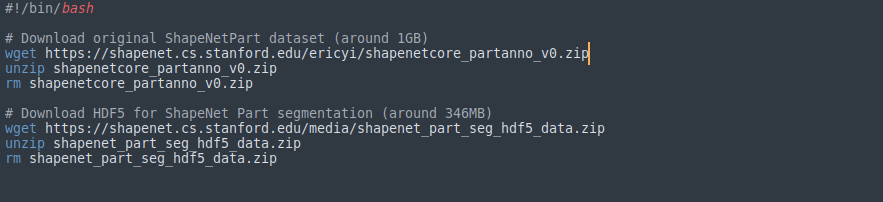 #!/bin/bash
# Download original ShapeNetPart dataset (around 1GB)
wget https://shapenet.cs.stanford.edu/ericyi/shapenetcore_partanno_v0.zip
unzip shapenetcore_partanno_v0.zip
rm shapenetcore_partanno_v0.zip
# Download HDF5 for ShapeNet Part segmentation (around 346MB)
wget https://shapenet.cs.stanford.edu/media/shapenet_part_seg_hdf5_data.zip
unzip shapenet_part_seg_hdf5_data.zip
rm shapenet_part_seg_hdf5_data.zip